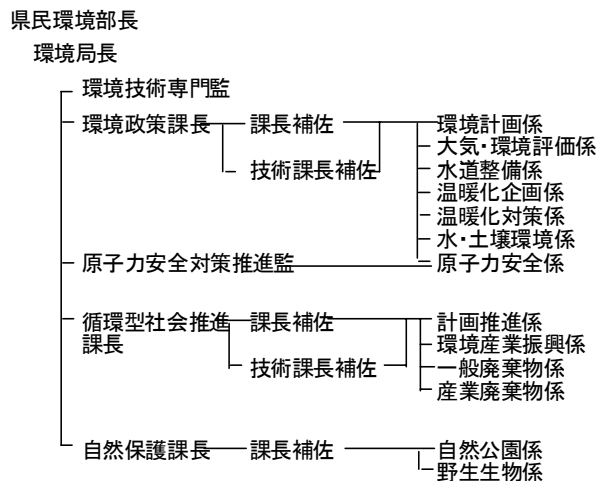 県民環境部長
環境局長
環境技術専門監
環境政策課長 課長補佐 環境計画係
大気・環境評価係
技術課長補佐 水道整備係
温暖化企画係
温暖化対策係
水・土壌環境係
原子力安全対策推進監 原子力安全係
循環型社会推進 課長補佐 計画推進係
課長 環境産業振興係
技術課長補佐 一般廃棄物係
産業廃棄物係
自然保護課長 課長補佐 自然公園係
野生生物係